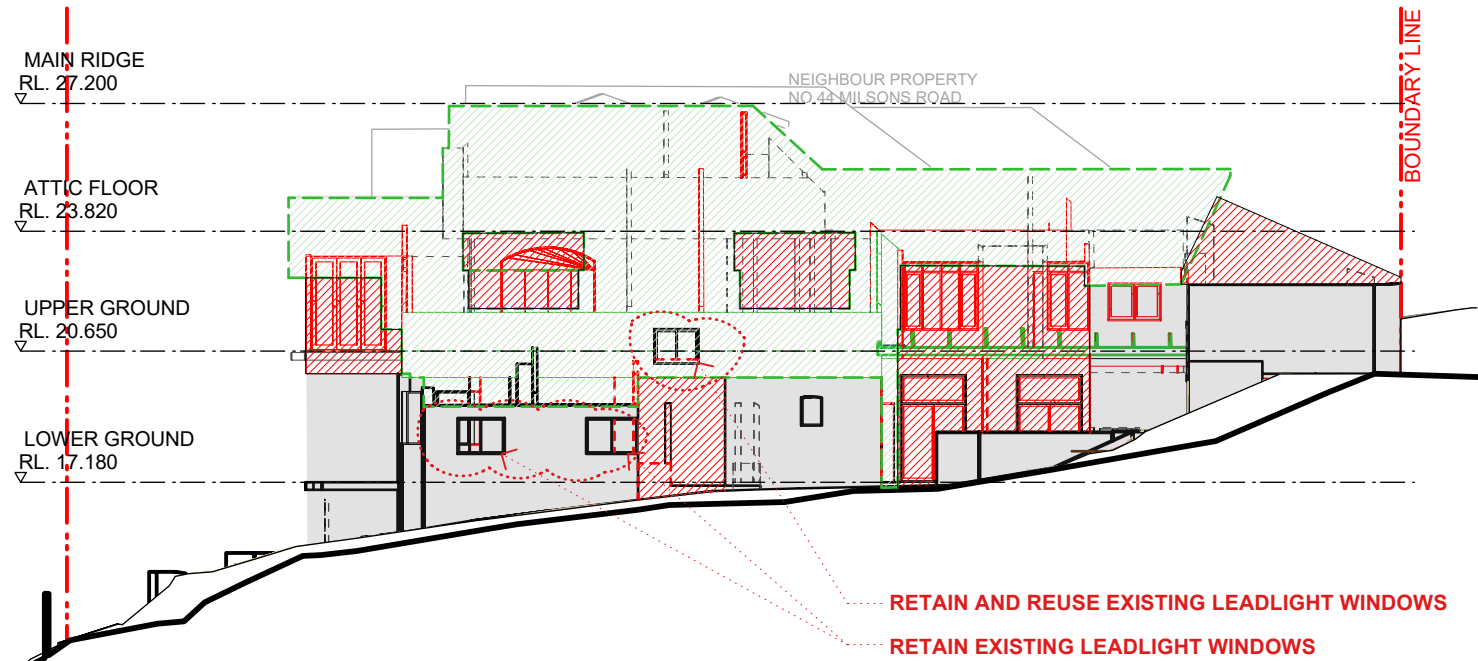 MAIN RIDGE
RL. 27.200
NEIGHBOUR PROPERTY
NO.44 MILSONS ROAD
BOUNDARY LINE
ATTIC FLOOR
RL. 23.820
UPPER GROUND
RL. 20.650
LOWER GROUND
RL. 17.180
RETAIN AND REUSE EXISTING LEADLIGHT WINDOWS
RETAIN EXISTING LEADLIGHT WINDOWS